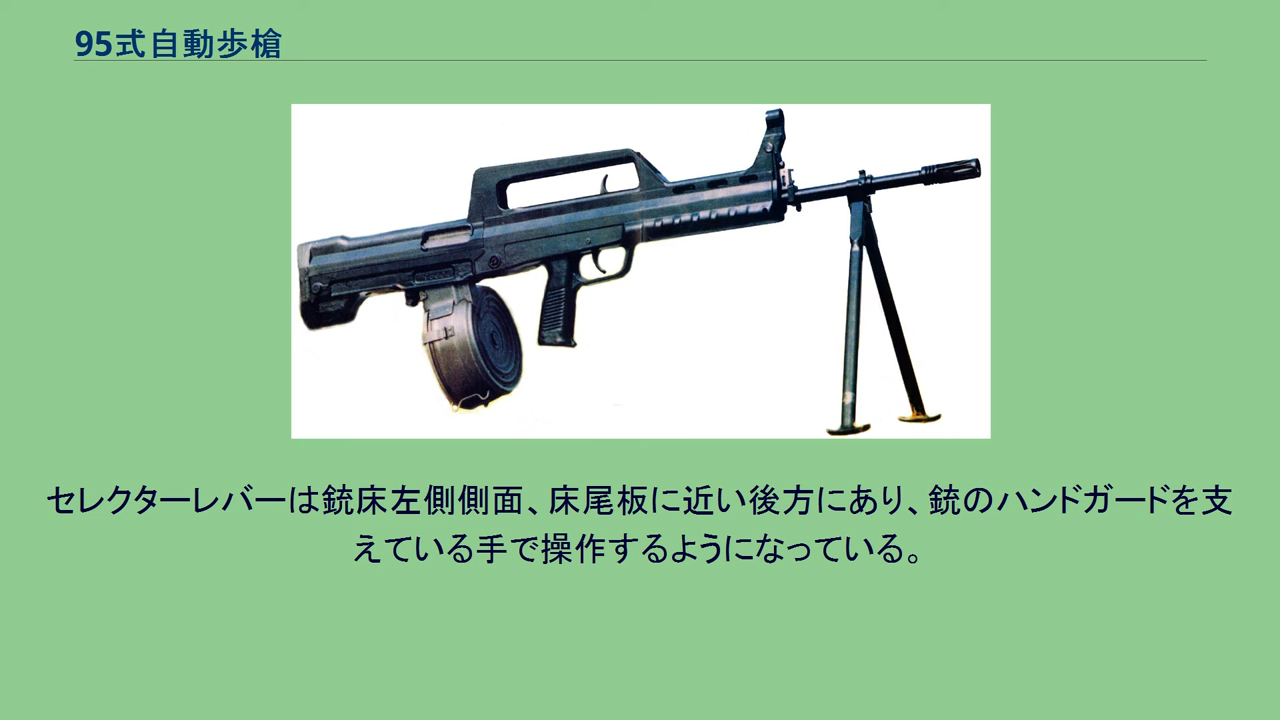 95式自動歩槍
セレクターレバーは銃床左側側面、床尾板に近い後方にあり、銃のハンドガードを支
えている手で操作するようになっている。